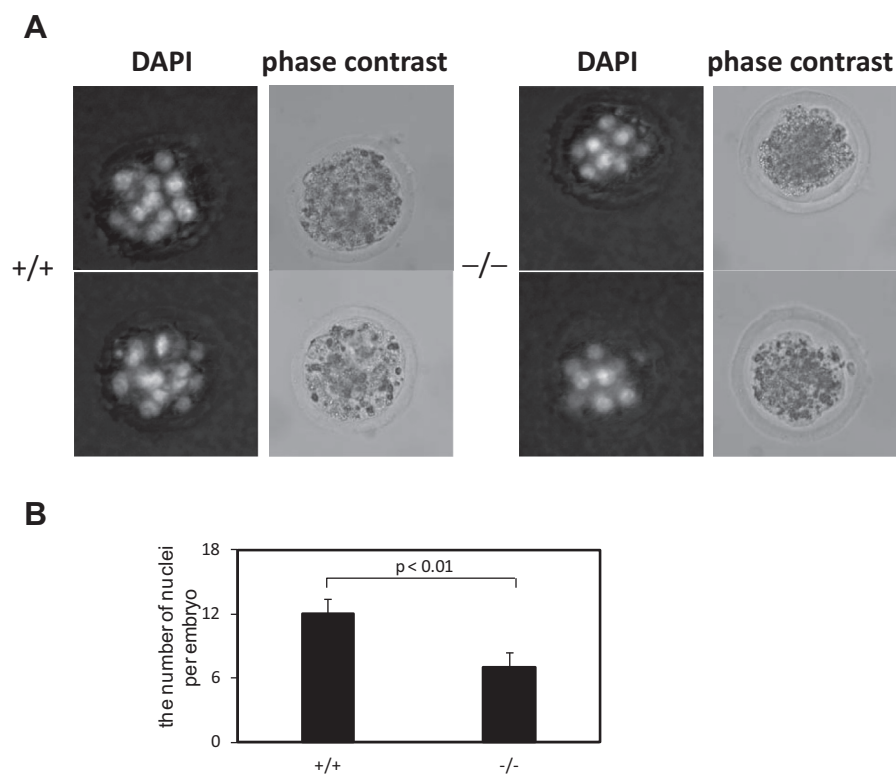 A
DAPI phase contrast DAPI phase contrast
+/+ –/–
B
the number of nuclei
per embryo
18
12
6
0
p < 0.01
+/+ -/-